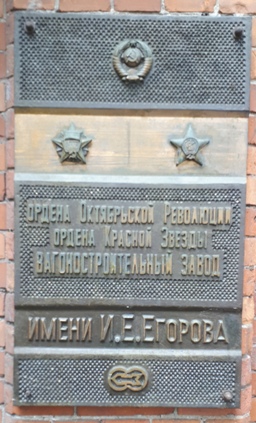 ОРДЕНА ОКТЯБРЬСКОЙ РЕВОЛЮЦИИ
ОРДЕНА КРАСНОЙ ЗВЕЗДЫ
ВАГОНОСТРОИТЕЛЬНЫЙ ЗАВОД
ИМЕНИ И.Е.ЕГОРОВА